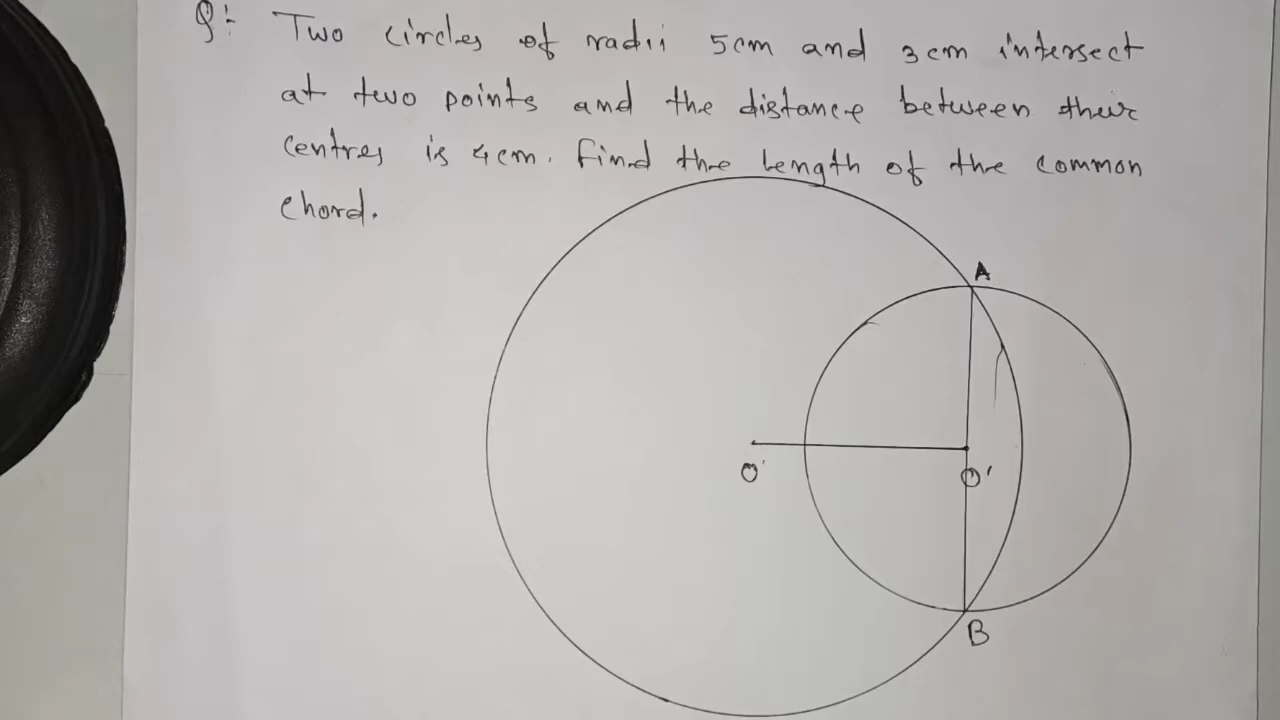 Q:- Two circles of radii 5cm and 3cm intersect
at two points and the distance between their
centres is 4cm. Find the length of the common
chord.
A
O
O'
B